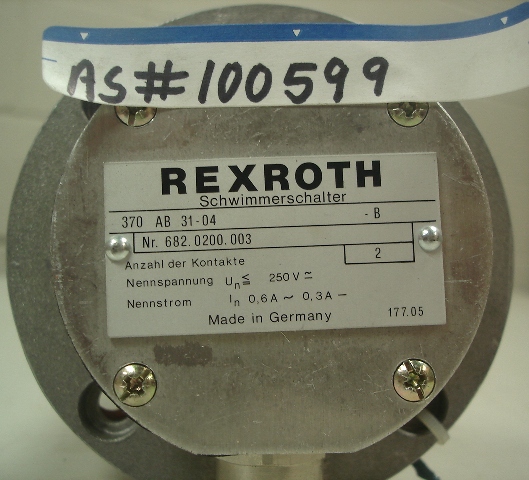 AS#100599
REXROTH
Schwimmerschalter
370 AB 31-04 - B
Nr. 682.0200.003
Anzahl der Kontakte 2
Nennspannung Un ≤ 250V ≃
Nennstrom In 0,6A ~ 0,3A –
Made in Germany 177.05